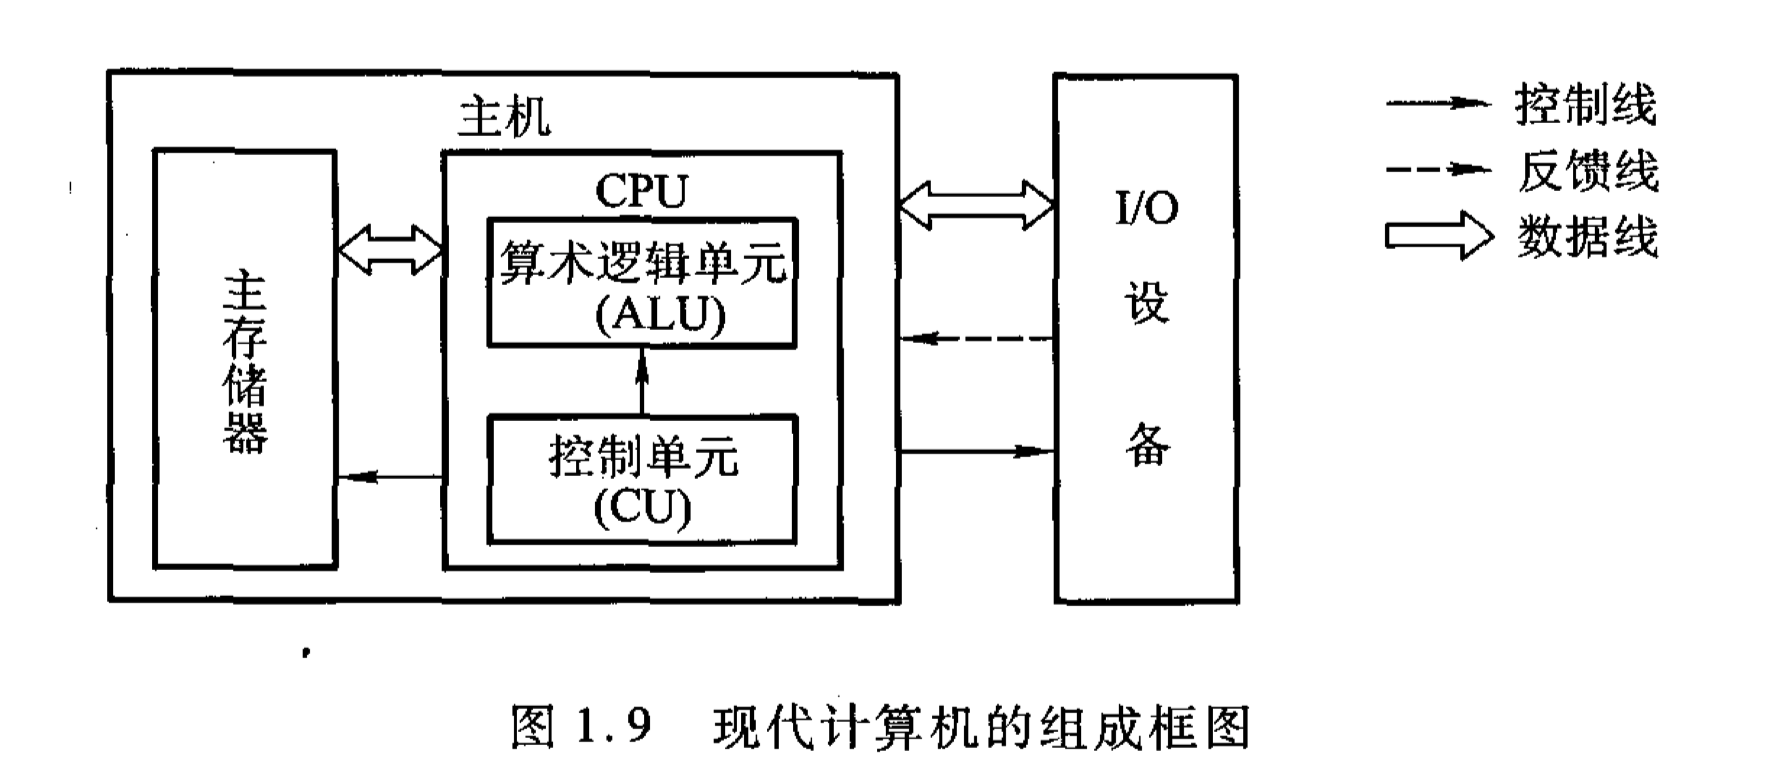 主机
CPU
算术逻辑单元
(ALU)
控制单元
(CU)
主存储器
I/O
设
备
控制线
反馈线
数据线
图 1.9 现代计算机的组成框图